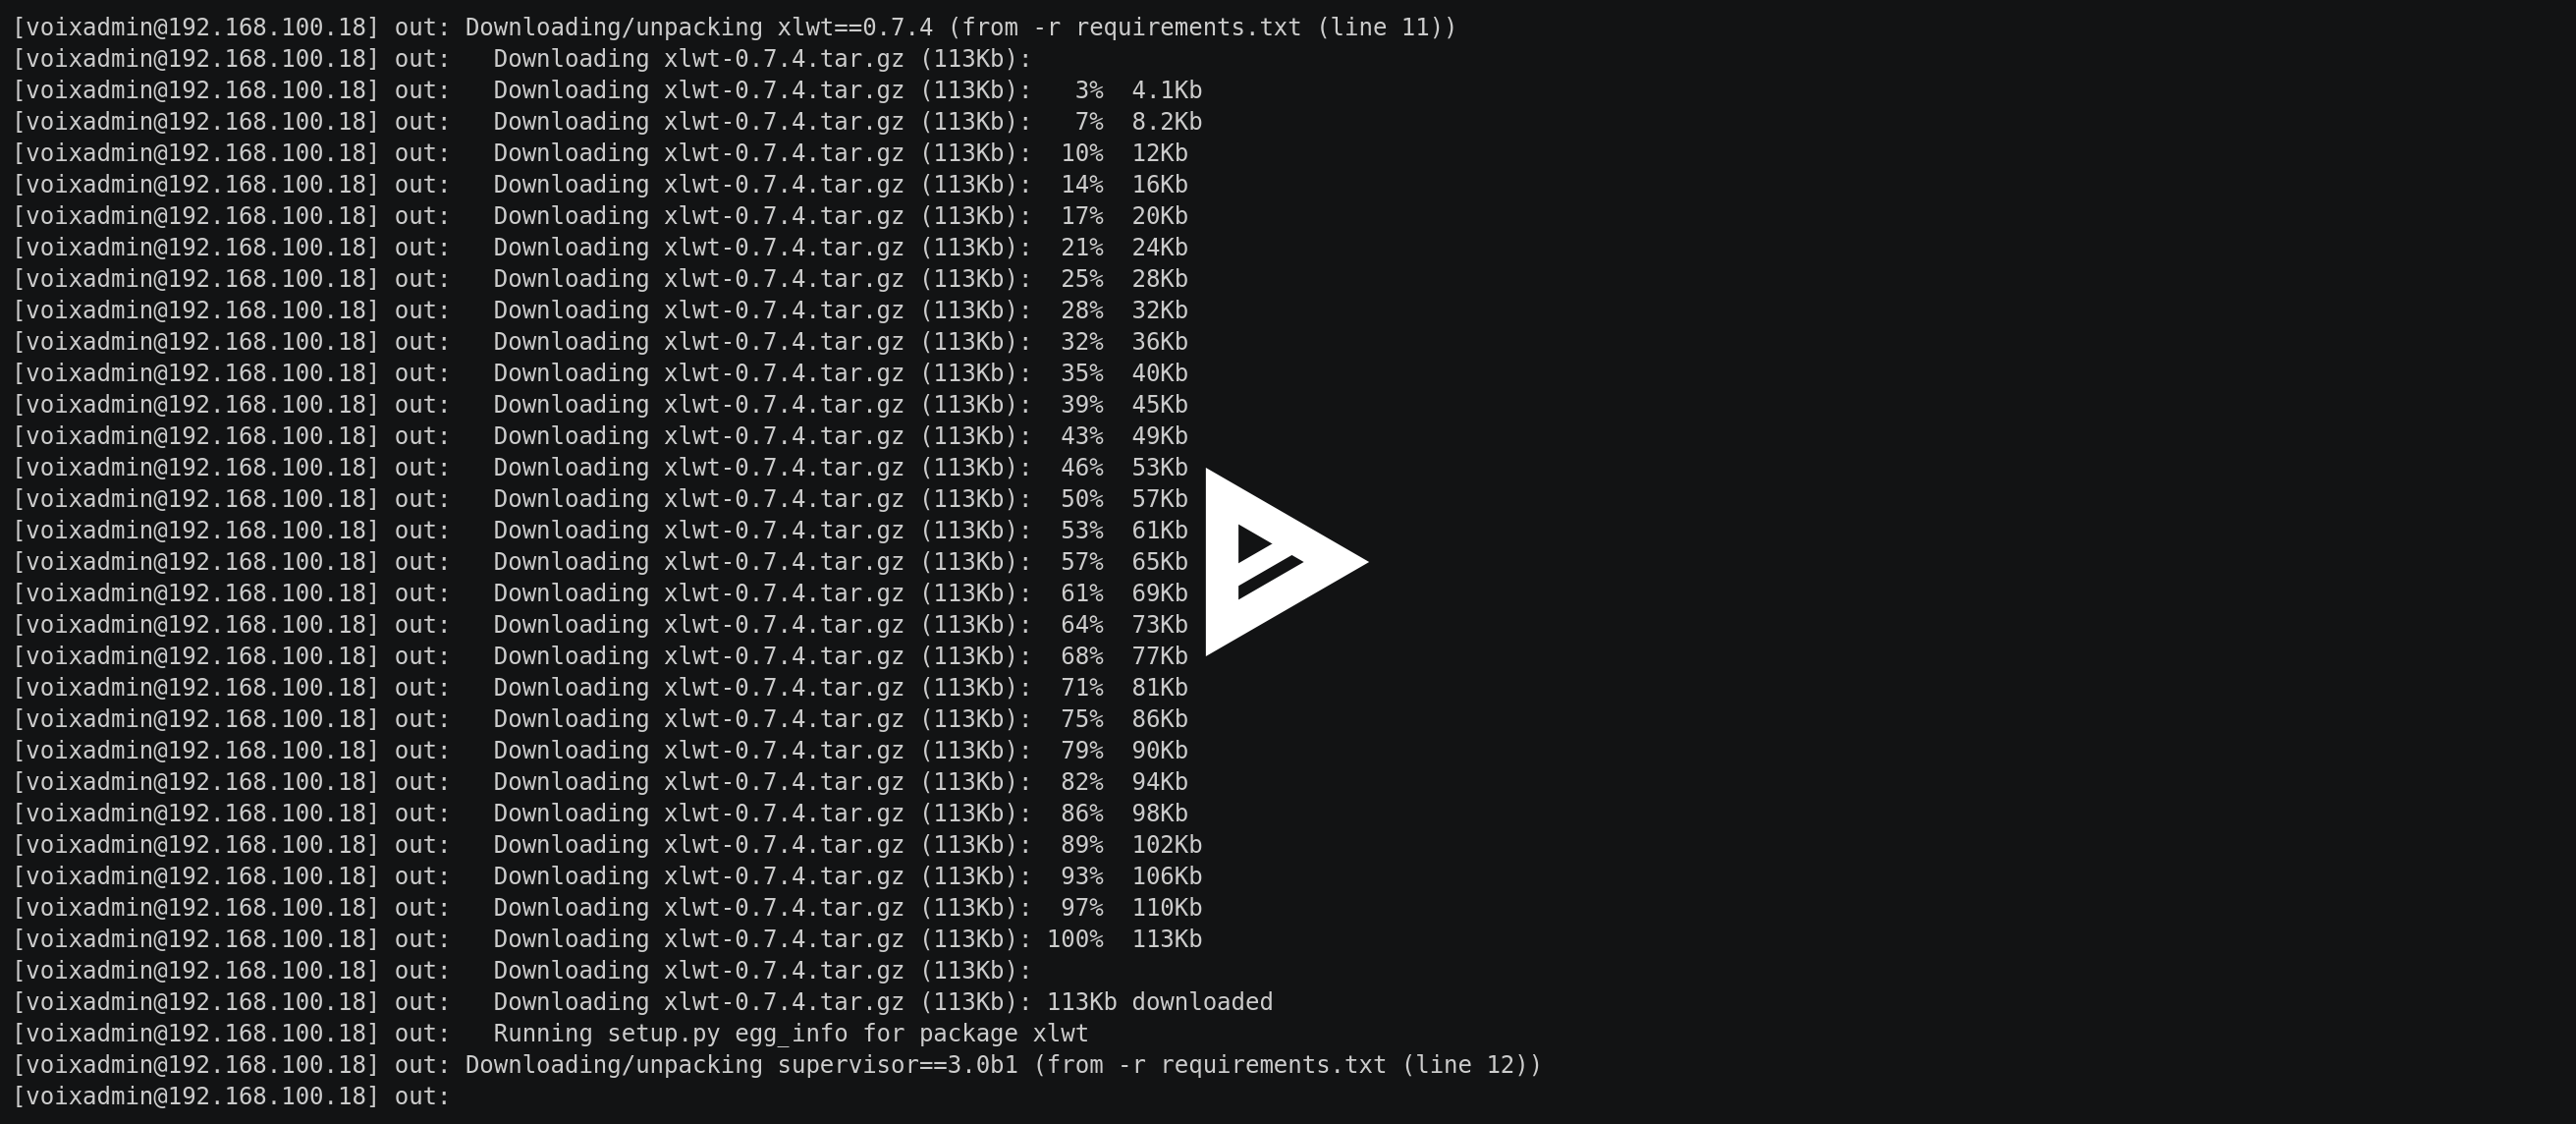 [voixadmin@192.168.100.18] out: Downloading/unpacking xlwt==0.7.4 (from -r requirements.txt (line 11))
[voixadmin@192.168.100.18] out:   Downloading xlwt-0.7.4.tar.gz (113Kb):
[voixadmin@192.168.100.18] out:   Downloading xlwt-0.7.4.tar.gz (113Kb):   3%  4.1Kb
[voixadmin@192.168.100.18] out:   Downloading xlwt-0.7.4.tar.gz (113Kb):   7%  8.2Kb
[voixadmin@192.168.100.18] out:   Downloading xlwt-0.7.4.tar.gz (113Kb):  10%  12Kb
[voixadmin@192.168.100.18] out:   Downloading xlwt-0.7.4.tar.gz (113Kb):  14%  16Kb
[voixadmin@192.168.100.18] out:   Downloading xlwt-0.7.4.tar.gz (113Kb):  17%  20Kb
[voixadmin@192.168.100.18] out:   Downloading xlwt-0.7.4.tar.gz (113Kb):  21%  24Kb
[voixadmin@192.168.100.18] out:   Downloading xlwt-0.7.4.tar.gz (113Kb):  25%  28Kb
[voixadmin@192.168.100.18] out:   Downloading xlwt-0.7.4.tar.gz (113Kb):  28%  32Kb
[voixadmin@192.168.100.18] out:   Downloading xlwt-0.7.4.tar.gz (113Kb):  32%  36Kb
[voixadmin@192.168.100.18] out:   Downloading xlwt-0.7.4.tar.gz (113Kb):  35%  40Kb
[voixadmin@192.168.100.18] out:   Downloading xlwt-0.7.4.tar.gz (113Kb):  39%  45Kb
[voixadmin@192.168.100.18] out:   Downloading xlwt-0.7.4.tar.gz (113Kb):  43%  49Kb
[voixadmin@192.168.100.18] out:   Downloading xlwt-0.7.4.tar.gz (113Kb):  46%  53Kb
[voixadmin@192.168.100.18] out:   Downloading xlwt-0.7.4.tar.gz (113Kb):  50%  57Kb
[voixadmin@192.168.100.18] out:   Downloading xlwt-0.7.4.tar.gz (113Kb):  53%  61Kb
[voixadmin@192.168.100.18] out:   Downloading xlwt-0.7.4.tar.gz (113Kb):  57%  65Kb
[voixadmin@192.168.100.18] out:   Downloading xlwt-0.7.4.tar.gz (113Kb):  61%  69Kb
[voixadmin@192.168.100.18] out:   Downloading xlwt-0.7.4.tar.gz (113Kb):  64%  73Kb
[voixadmin@192.168.100.18] out:   Downloading xlwt-0.7.4.tar.gz (113Kb):  68%  77Kb
[voixadmin@192.168.100.18] out:   Downloading xlwt-0.7.4.tar.gz (113Kb):  71%  81Kb
[voixadmin@192.168.100.18] out:   Downloading xlwt-0.7.4.tar.gz (113Kb):  75%  86Kb
[voixadmin@192.168.100.18] out:   Downloading xlwt-0.7.4.tar.gz (113Kb):  79%  90Kb
[voixadmin@192.168.100.18] out:   Downloading xlwt-0.7.4.tar.gz (113Kb):  82%  94Kb
[voixadmin@192.168.100.18] out:   Downloading xlwt-0.7.4.tar.gz (113Kb):  86%  98Kb
[voixadmin@192.168.100.18] out:   Downloading xlwt-0.7.4.tar.gz (113Kb):  89%  102Kb
[voixadmin@192.168.100.18] out:   Downloading xlwt-0.7.4.tar.gz (113Kb):  93%  106Kb
[voixadmin@192.168.100.18] out:   Downloading xlwt-0.7.4.tar.gz (113Kb):  97%  110Kb
[voixadmin@192.168.100.18] out:   Downloading xlwt-0.7.4.tar.gz (113Kb): 100%  113Kb
[voixadmin@192.168.100.18] out:   Downloading xlwt-0.7.4.tar.gz (113Kb):
[voixadmin@192.168.100.18] out:   Downloading xlwt-0.7.4.tar.gz (113Kb): 113Kb downloaded
[voixadmin@192.168.100.18] out:   Running setup.py egg_info for package xlwt
[voixadmin@192.168.100.18] out: Downloading/unpacking supervisor==3.0b1 (from -r requirements.txt (line 12))
[voixadmin@192.168.100.18] out: